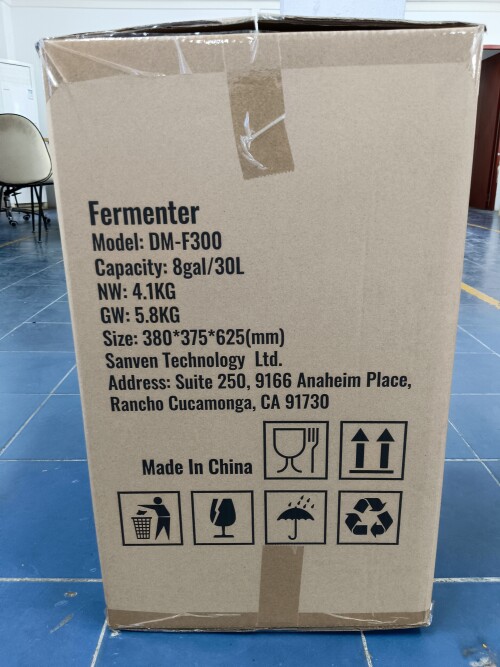 Fermenter
Model: DM-F300
Capacity: 8gal/30L
NW: 4.1KG
GW: 5.8KG
Size: 380*375*625(mm)
Sanven Technology Ltd.
Address: Suite 250, 9166 Anaheim Place,
Rancho Cucamonga, CA 91730
Made In China